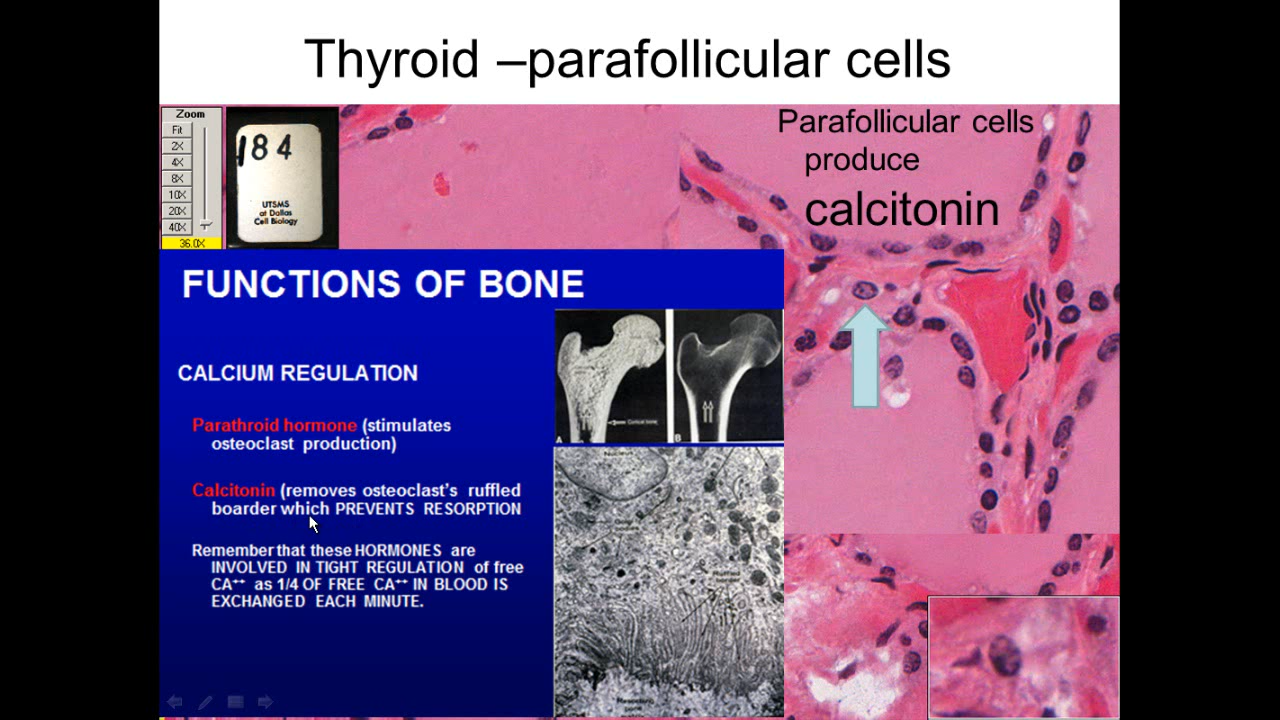 Thyroid –parafollicular cells
Zoom
Fit
2X
4X
8X
10X
20X
40X
36.0X
184
UTSMS
at Dallas
Cell Biology
Parafollicular cells
produce
calcitonin
FUNCTIONS OF BONE
CALCIUM REGULATION
Parathroid hormone (stimulates
osteoclast production)
Calcitonin (removes osteoclast's ruffled
boarder which PREVENTS RESORPTION
Remember that these HORMONES are
INVOLVED IN TIGHT REGULATION of free
CA++ as 1/4 OF FREE CA++ IN BLOOD IS
EXCHANGED EACH MINUTE.
A
B
Nucleus